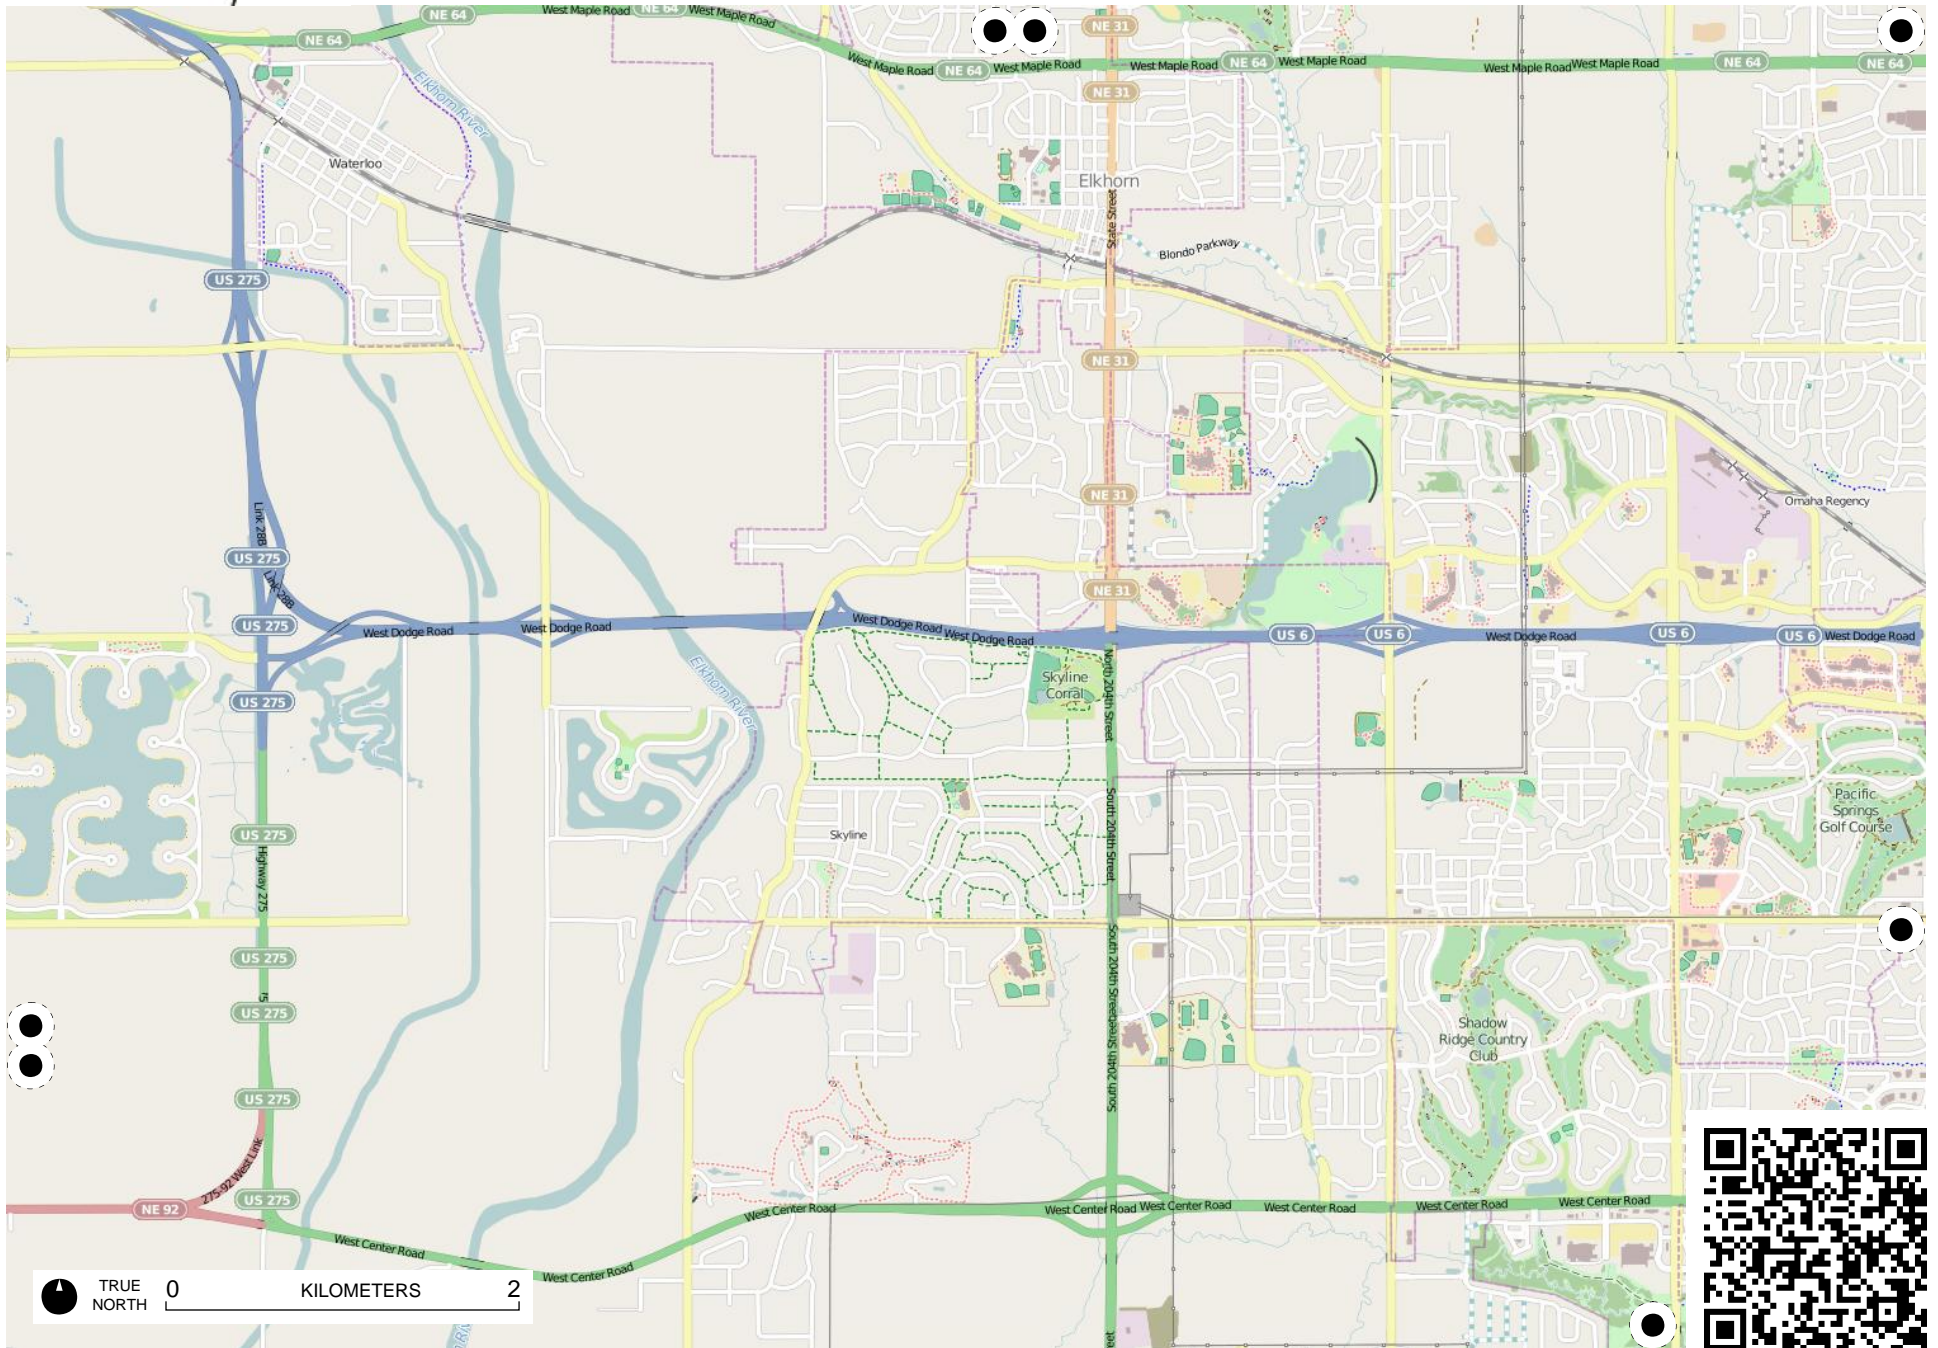 NE 64
West Maple Road
NE 64
West Maple Road
NE 31
NE 64
West Maple Road
NE 64
West Maple Road
West Maple Road
NE 64
West Maple Road
West Maple Road
West Maple Road
NE 64
NE 64
NE 31
Elkhorn River
Waterloo
Elkhorn
State Street
Blondo Parkway
US 275
NE 31
NE 31
Omaha Regency
Link 28B
US 275
Link 28B
NE 31
US 275
West Dodge Road
West Dodge Road
West Dodge Road
West Dodge Road
US 6
US 6
West Dodge Road
US 6
US 6
West Dodge Road
Elkhorn River
Skyline
Corral
North 204th Street
US 275
Pacific
Springs
Golf Course
South 204th Street
Skyline
US 275
Highway 275
US 275
US 275
Shadow
Ridge Country
Club
South 204th Street
South 204th Street
US 275
275-92 West Link
US 275
NE 92
West Center Road
West Center Road
West Center Road
West Center Road
West Center Road
West Center Road
West Center Road
West Center Road
TRUE
NORTH
0 KILOMETERS 2